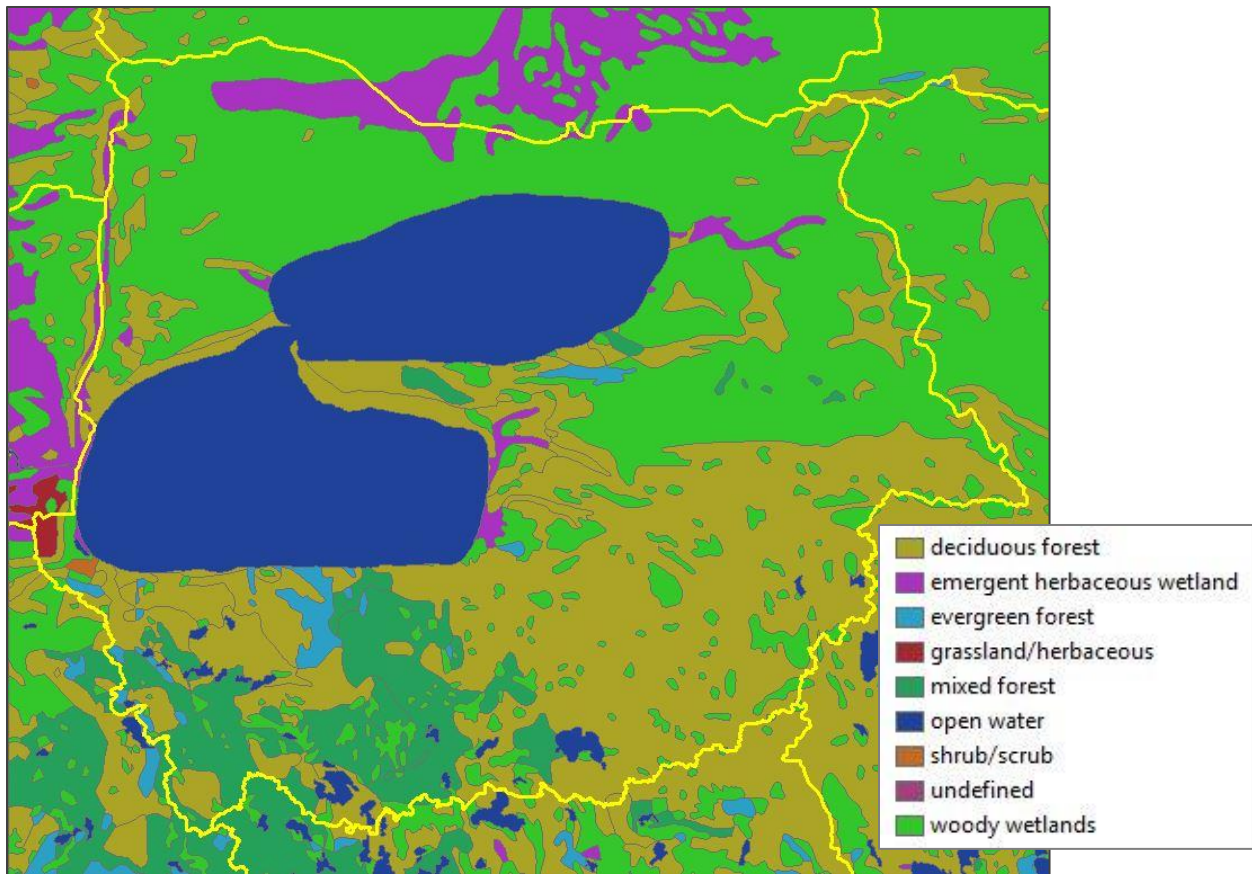 deciduous forest
emergent herbaceous wetland
evergreen forest
grassland/herbaceous
mixed forest
open water
shrub/scrub
undefined
woody wetlands